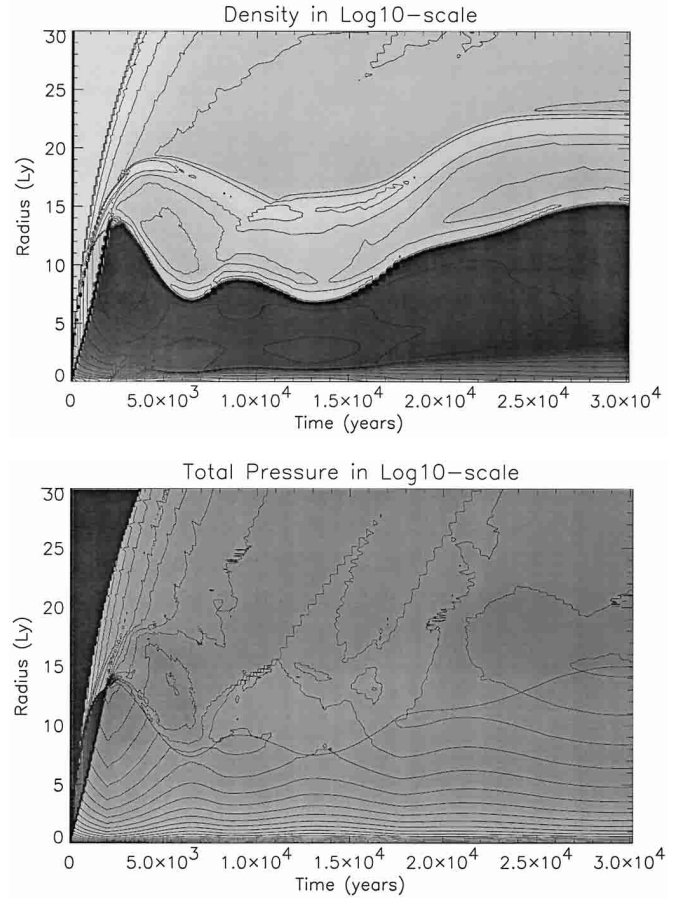 Density in Log10-scale
30
25
20
15
10
5
0
Radius (Ly)
0 5.0×10³ 1.0×10⁴ 1.5×10⁴ 2.0×10⁴ 2.5×10⁴ 3.0×10⁴
Time (years)
Total Pressure in Log10-scale
30
25
20
15
10
5
0
Radius (Ly)
0 5.0×10³ 1.0×10⁴ 1.5×10⁴ 2.0×10⁴ 2.5×10⁴ 3.0×10⁴
Time (years)